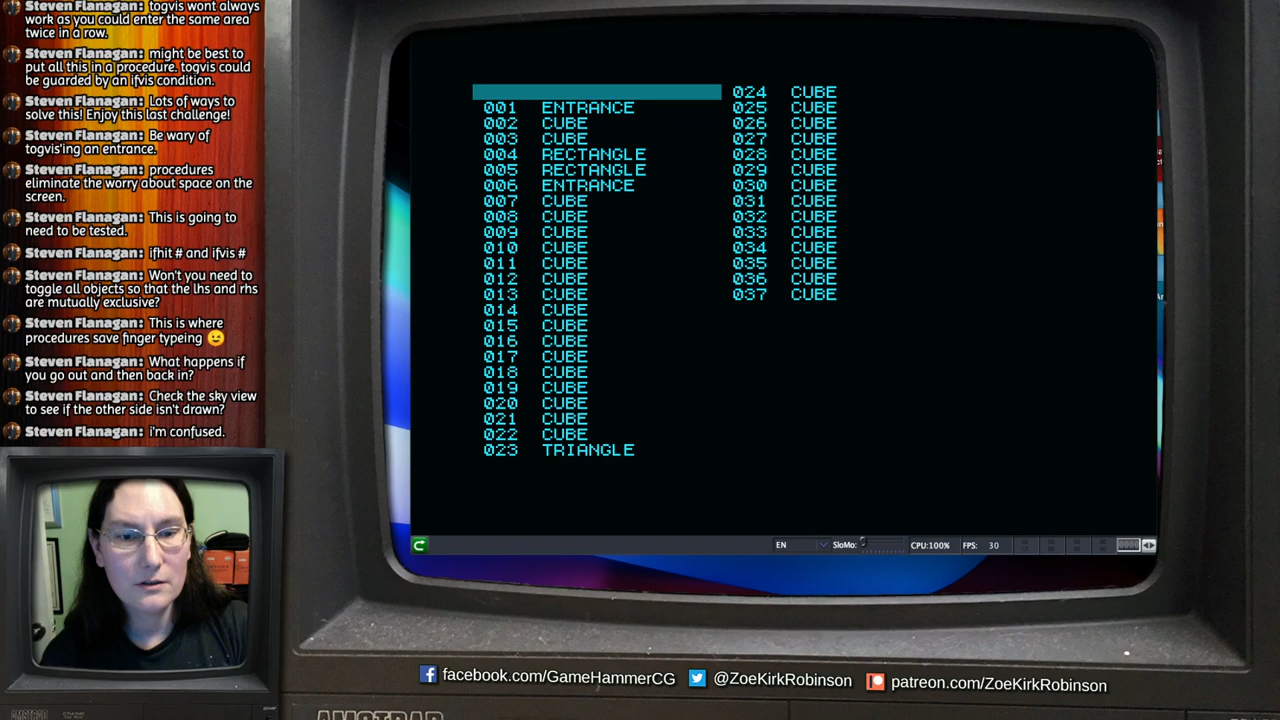 Steven Flanagan: togvis wont always
work as you could enter the same area
twice in a row.
Steven Flanagan: might be best to
put all this in a procedure. togvis could
be guarded by an ifvis condition.
Steven Flanagan: Lots of ways to
solve this! Enjoy this last challenge!
Steven Flanagan: Be wary of
togvis'ing an entrance.
Steven Flanagan: procedures
eliminate the worry about space on the
screen.
Steven Flanagan: This is going to
need to be tested.
Steven Flanagan: ifhit # and ifvis #
Steven Flanagan: Won't you need to
toggle all objects so that the lhs and rhs
are mutually exclusive?
Steven Flanagan: This is where
procedures save finger typeing 😉
Steven Flanagan: What happens if
you go out and then back in?
Steven Flanagan: Check the sky view
to see if the other side isn't drawn?
Steven Flanagan: i'm confused.
001 ENTRANCE
002 CUBE
003 CUBE
004 RECTANGLE
005 RECTANGLE
006 ENTRANCE
007 CUBE
008 CUBE
009 CUBE
010 CUBE
011 CUBE
012 CUBE
013 CUBE
014 CUBE
015 CUBE
016 CUBE
017 CUBE
018 CUBE
019 CUBE
020 CUBE
021 CUBE
022 CUBE
023 TRIANGLE
024 CUBE
025 CUBE
026 CUBE
027 CUBE
028 CUBE
029 CUBE
030 CUBE
031 CUBE
032 CUBE
033 CUBE
034 CUBE
035 CUBE
036 CUBE
037 CUBE
EN SloMo: CPU:100% FPS: 30
facebook.com/GameHammerCG @ZoeKirkRobinson patreon.com/ZoeKirkRobinson